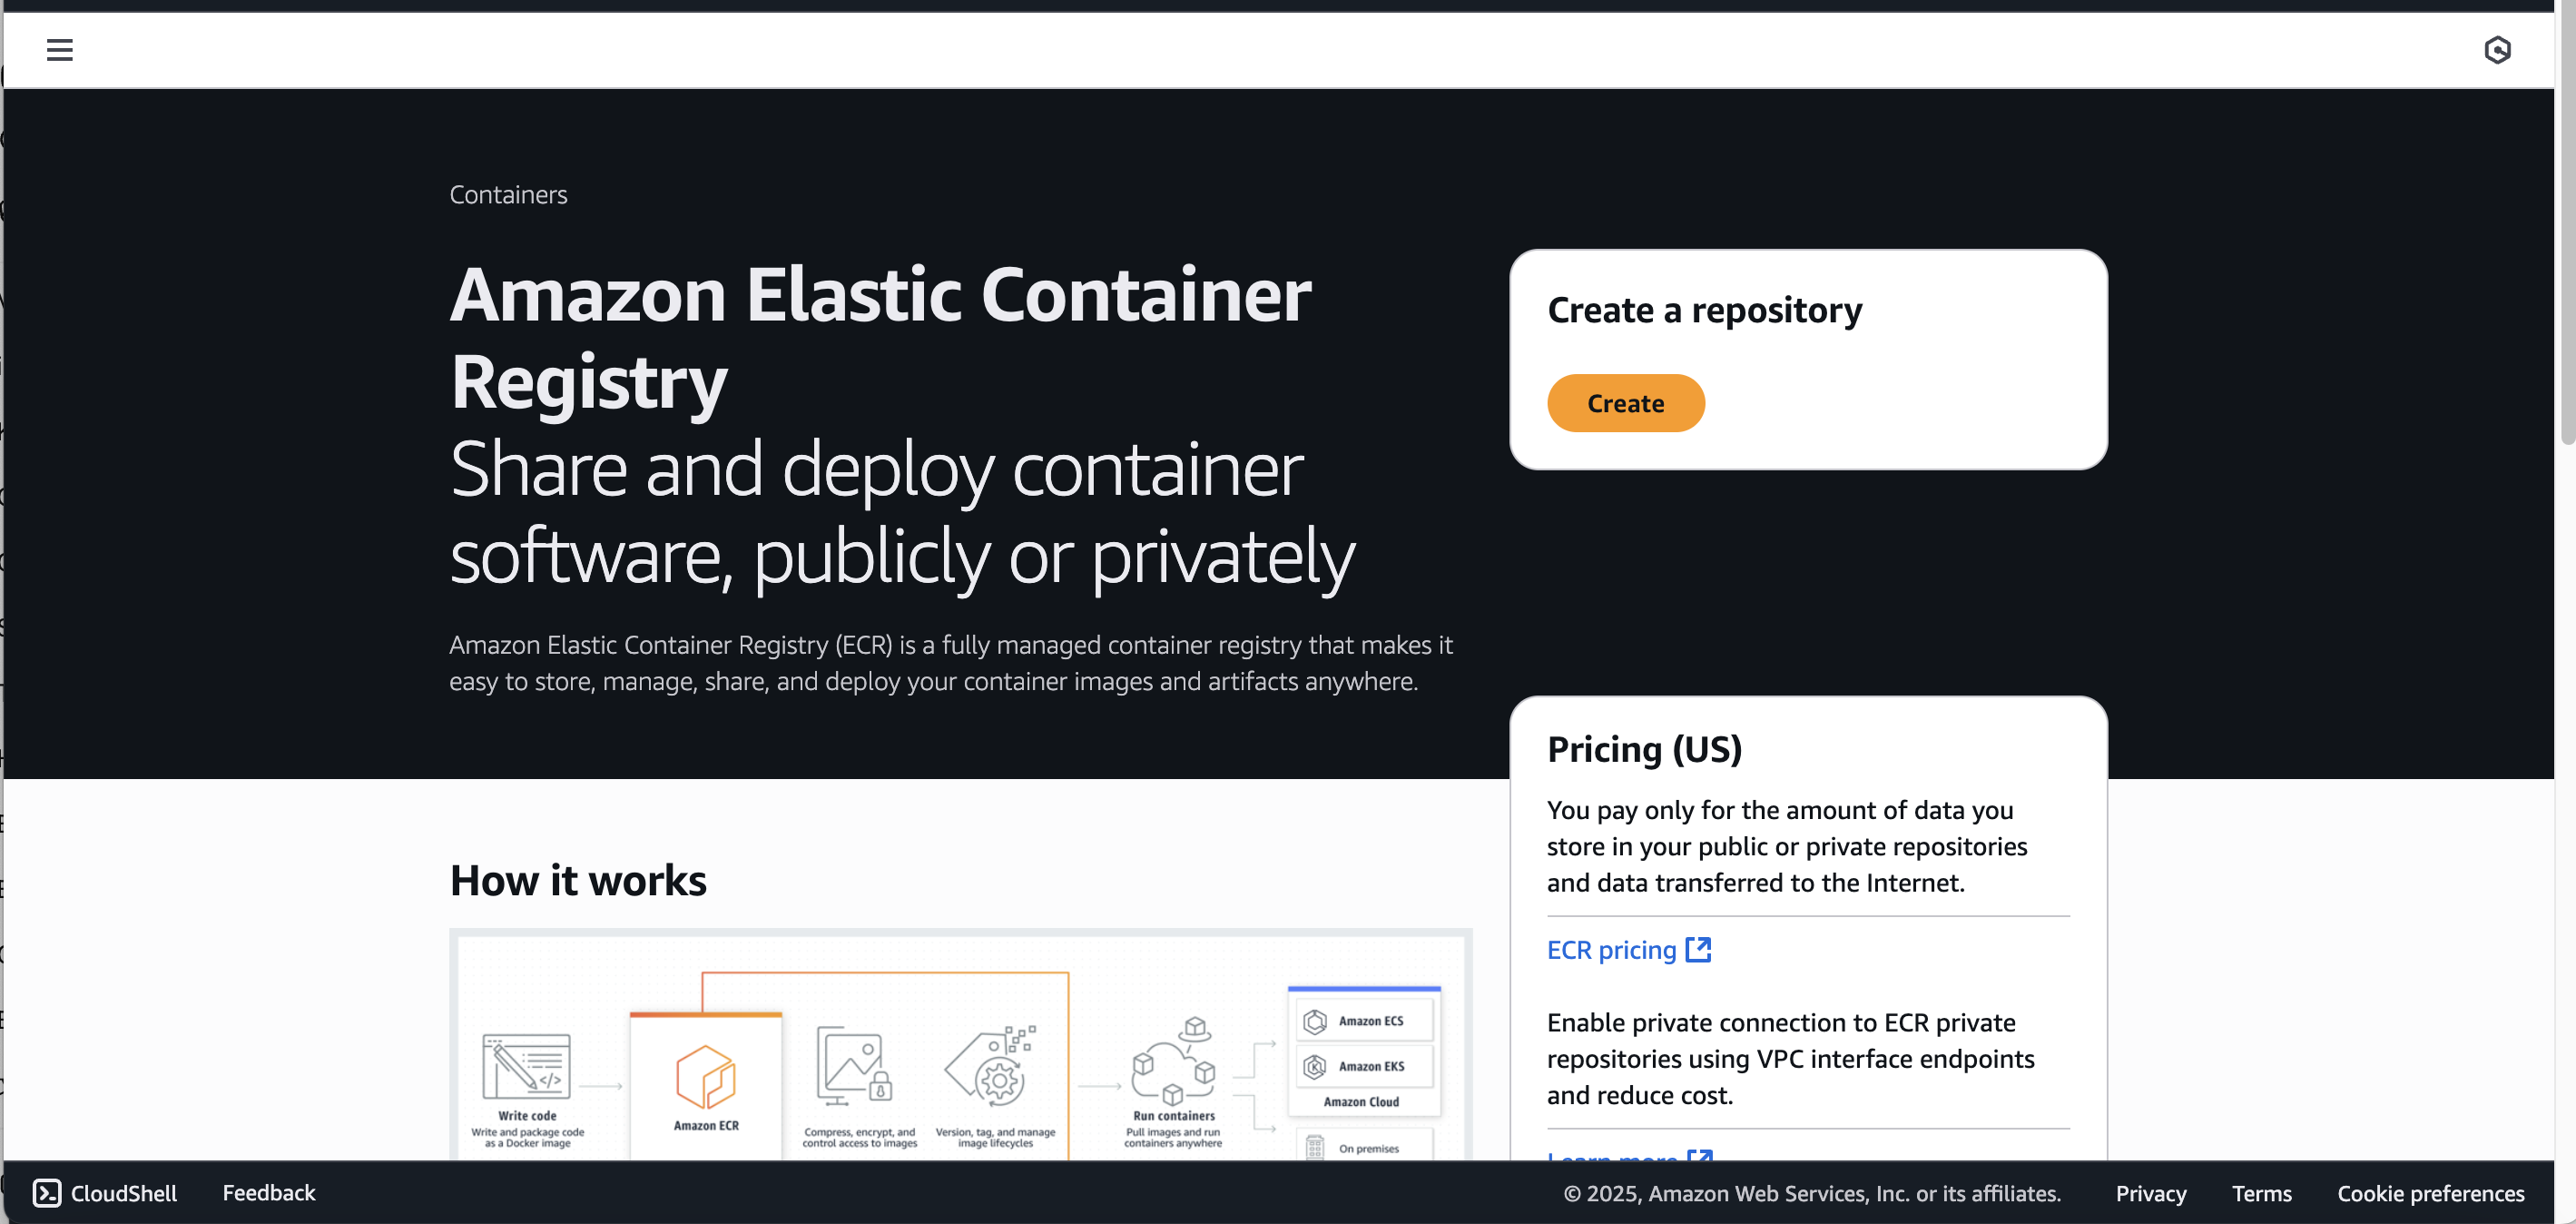 Containers
Amazon Elastic Container
Registry
Share and deploy container
software, publicly or privately
Amazon Elastic Container Registry (ECR) is a fully managed container registry that makes it
easy to store, manage, share, and deploy your container images and artifacts anywhere.
Create a repository
Create
Pricing (US)
You pay only for the amount of data you
store in your public or private repositories
and data transferred to the Internet.
ECR pricing
Enable private connection to ECR private
repositories using VPC interface endpoints
and reduce cost.
Learn more
How it works
Write code
Write and package code
as a Docker image
Amazon ECR
Compress, encrypt, and
control access to images
Version, tag, and manage
image lifecycles
Run containers
Pull images and run
containers anywhere
Amazon ECS
Amazon EKS
Amazon Cloud
On premises
CloudShell
Feedback
© 2025, Amazon Web Services, Inc. or its affiliates.
Privacy
Terms
Cookie preferences